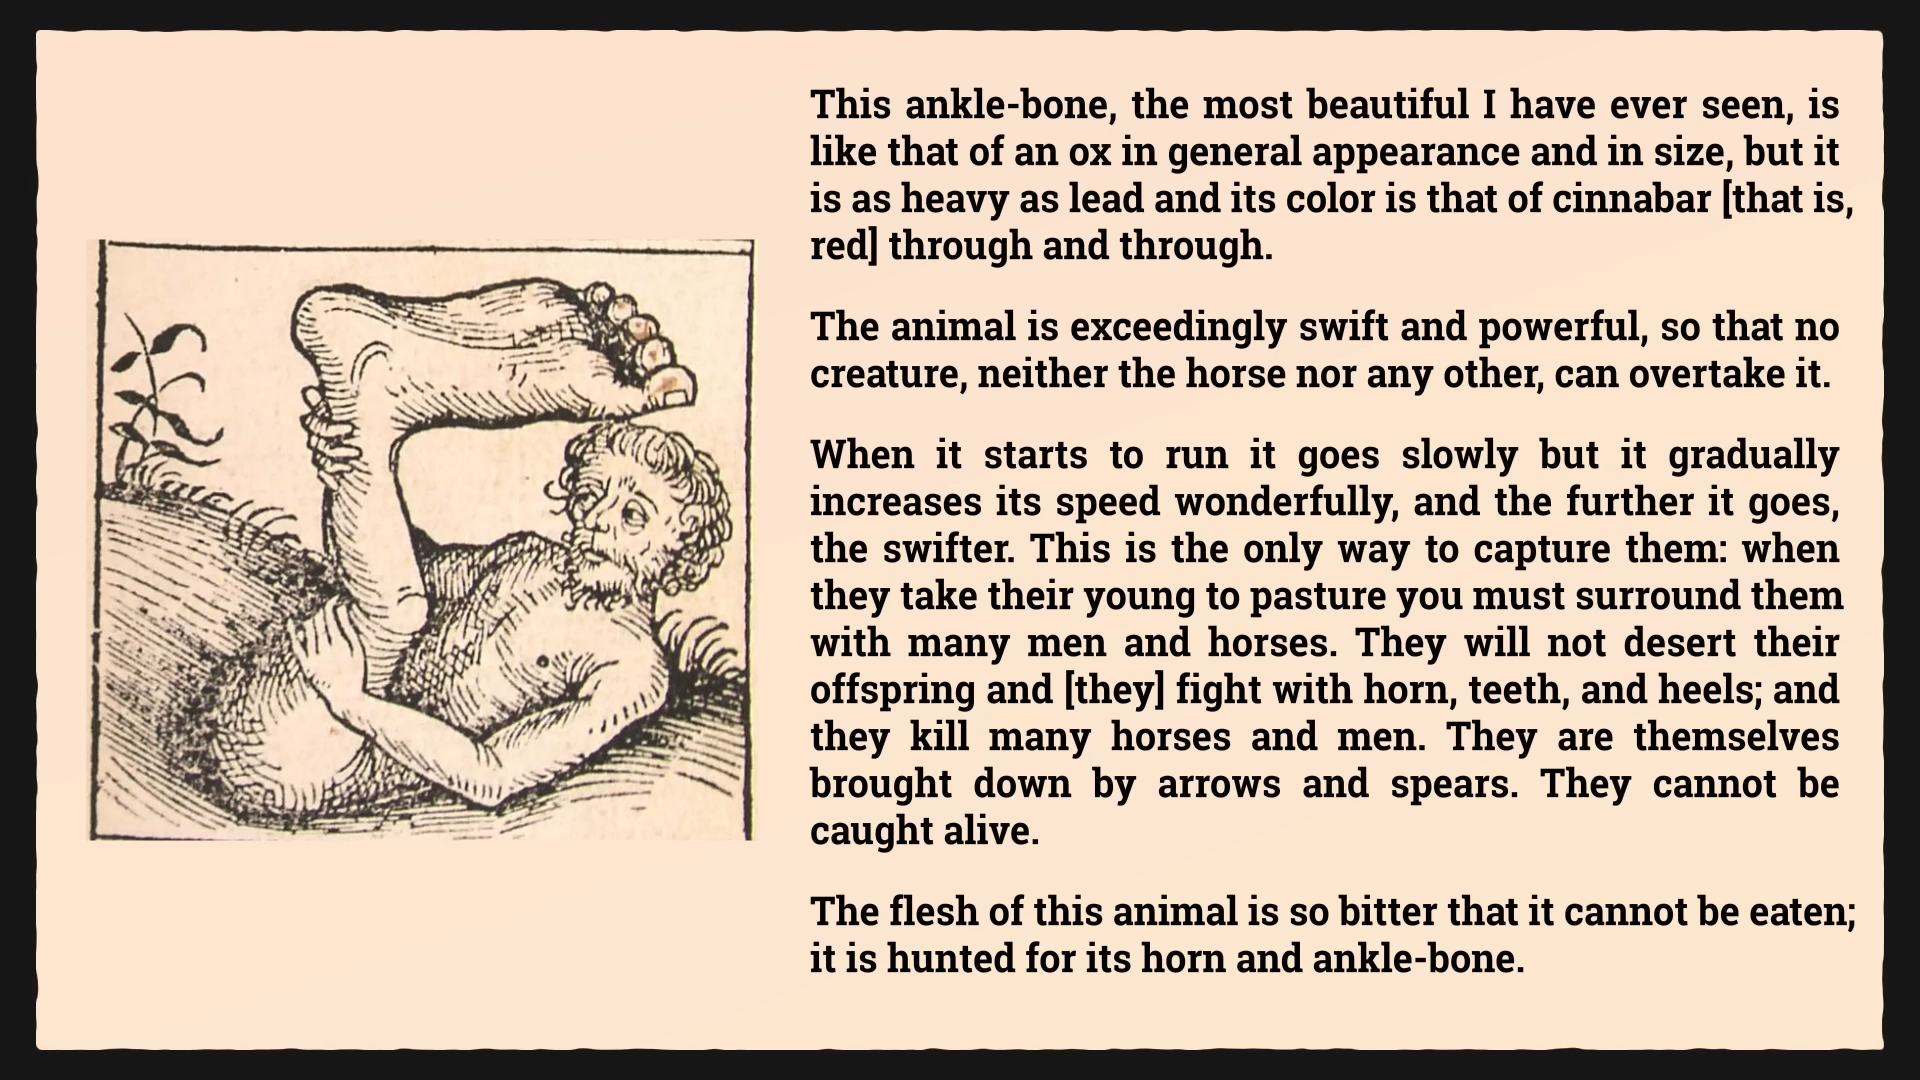 This ankle-bone, the most beautiful I have ever seen, is
like that of an ox in general appearance and in size, but it
is as heavy as lead and its color is that of cinnabar [that is,
red] through and through.
The animal is exceedingly swift and powerful, so that no
creature, neither the horse nor any other, can overtake it.
When it starts to run it goes slowly but it gradually
increases its speed wonderfully, and the further it goes,
the swifter. This is the only way to capture them: when
they take their young to pasture you must surround them
with many men and horses. They will not desert their
offspring and [they] fight with horn, teeth, and heels; and
they kill many horses and men. They are themselves
brought down by arrows and spears. They cannot be
caught alive.
The flesh of this animal is so bitter that it cannot be eaten;
it is hunted for its horn and ankle-bone.